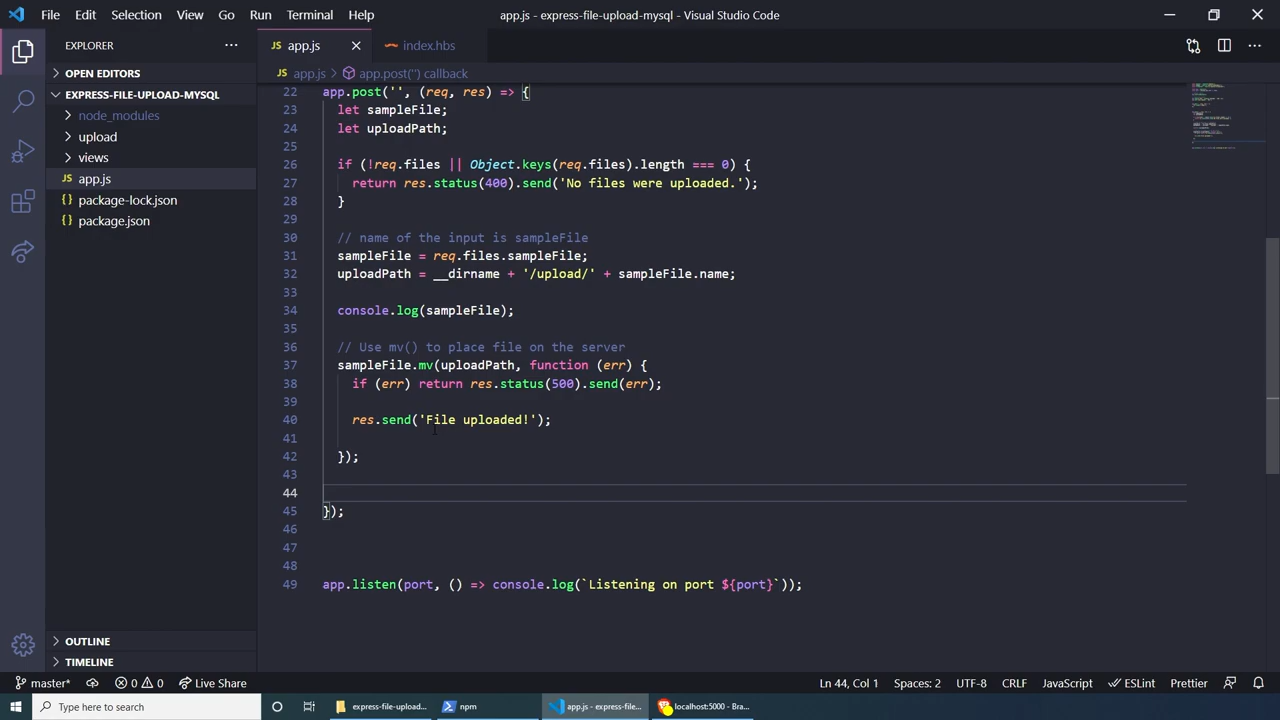 File Edit Selection View Go Run Terminal Help app.js - express-file-upload-mysql - Visual Studio Code
EXPLORER ··· JS app.js × index.hbs ···
OPEN EDITORS
JS app.js > app.post('') callback
EXPRESS-FILE-UPLOAD-MYSQL
node_modules
upload
views
JS app.js
{} package-lock.json
{} package.json
22 app.post('', (req, res) => {
23 let sampleFile;
24 let uploadPath;
25
26 if (!req.files || Object.keys(req.files).length === 0) {
27 return res.status(400).send('No files were uploaded.');
28 }
29
30 // name of the input is sampleFile
31 sampleFile = req.files.sampleFile;
32 uploadPath = __dirname + '/upload/' + sampleFile.name;
33
34 console.log(sampleFile);
35
36 // Use mv() to place file on the server
37 sampleFile.mv(uploadPath, function (err) {
38 if (err) return res.status(500).send(err);
39
40 res.send('File uploaded!');
41
42 });
43
44
45 });
46
47
48
49 app.listen(port, () => console.log(`Listening on port ${port}`));
OUTLINE
TIMELINE
master* 0 0 Live Share Ln 44, Col 1 Spaces: 2 UTF-8 CRLF JavaScript ESLint Prettier
Type here to search express-file-upload... npm app.js - express-file... localhost:5000 - Bra...